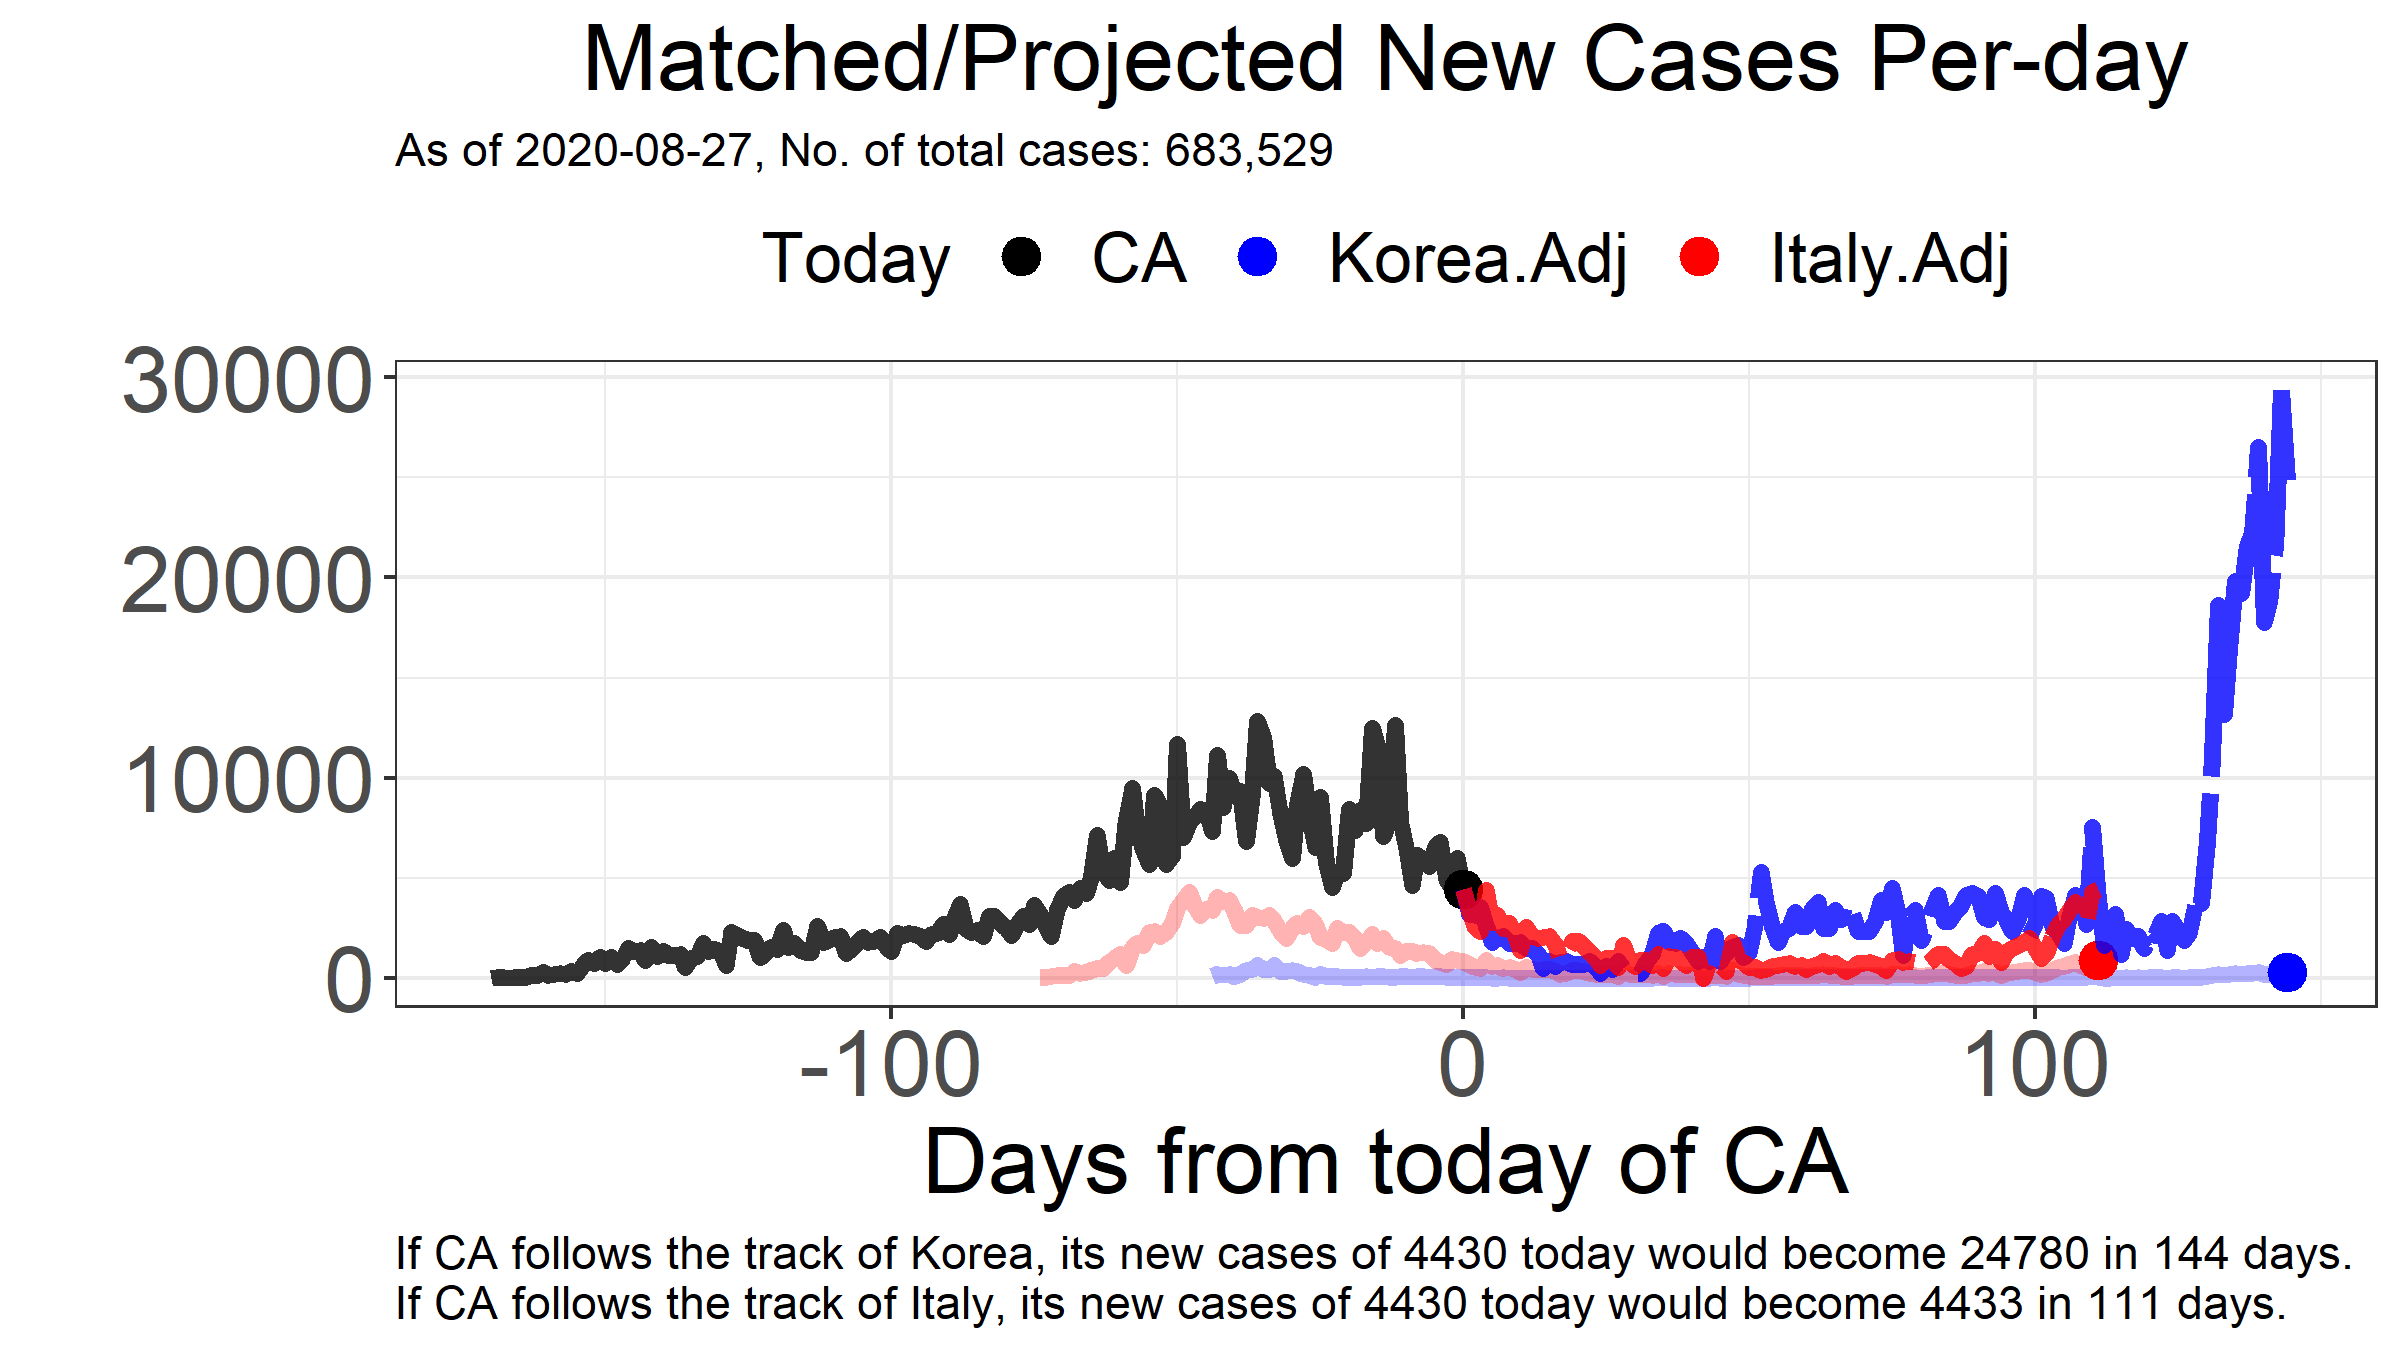 Matched/Projected New Cases Per-day
As of 2020-08-27, No. of total cases: 683,529
Today CA Korea.Adj Italy.Adj
30000
20000
10000
0
-100 0 100
Days from today of CA
If CA follows the track of Korea, its new cases of 4430 today would become 24780 in 144 days.
If CA follows the track of Italy, its new cases of 4430 today would become 4433 in 111 days.